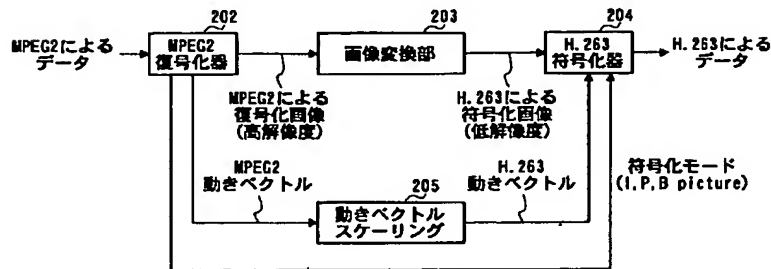 202
203
204
MPEG2による
データ
MPEG2
復号化器
画像変換部
H.263
符号化器
H.263による
データ
MPEG2による
復号化画像
(高解像度)
H.263による
符号化画像
(低解像度)
MPEG2
動きベクトル
205
動きベクトル
スケーリング
H.263
動きベクトル
符号化モード
(I,P,B picture)